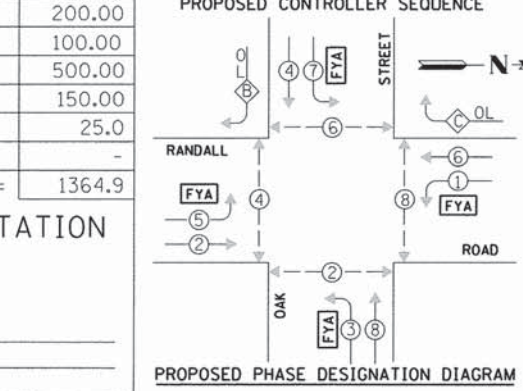 200.00
100.00
500.00
150.00
25.0
-
= 1364.9
TATION
PROPOSED CONTROLLER SEQUENCE
OL
B
4
7
FYA
STREET
N
C
OL
6
RANDALL
6
1
FYA
FYA
5
2
4
8
ROAD
2
OAK
FYA
3
8
PROPOSED PHASE DESIGNATION DIAGRAM